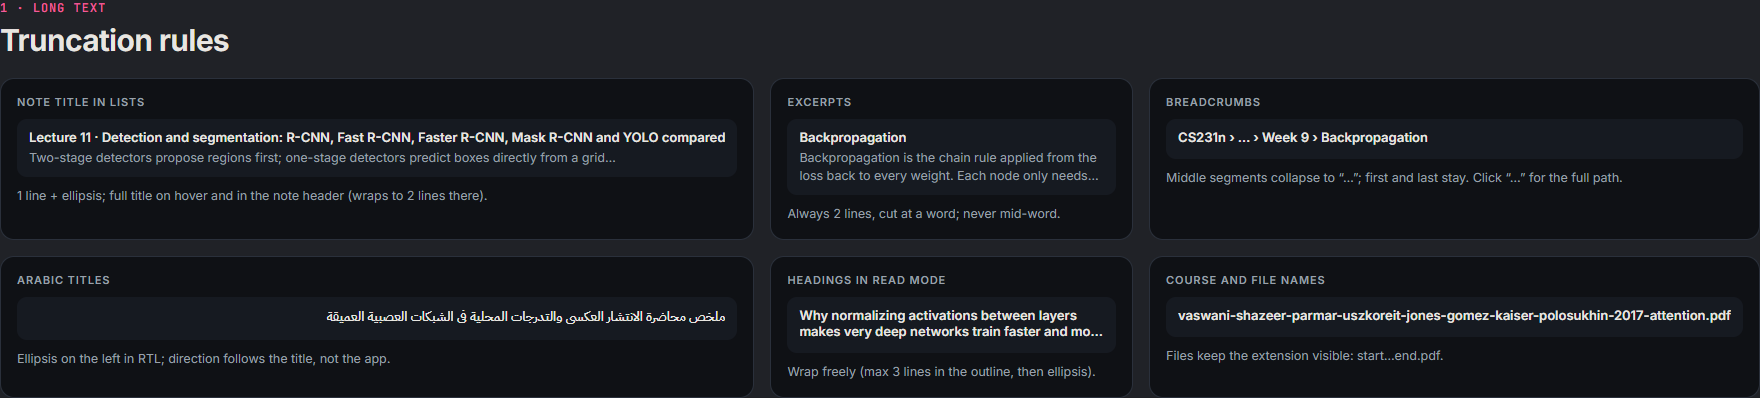 1 · LONG TEXT
Truncation rules
NOTE TITLE IN LISTS
Lecture 11 · Detection and segmentation: R-CNN, Fast R-CNN, Faster R-CNN, Mask R-CNN and YOLO compared
Two-stage detectors propose regions first; one-stage detectors predict boxes directly from a grid...
1 line + ellipsis; full title on hover and in the note header (wraps to 2 lines there).
EXCERPTS
Backpropagation
Backpropagation is the chain rule applied from the
loss back to every weight. Each node only needs...
Always 2 lines, cut at a word; never mid-word.
BREADCRUMBS
CS231n › ... › Week 9 › Backpropagation
Middle segments collapse to “...”; first and last stay. Click “...” for the full path.
ARABIC TITLES
ملخص محاضرة الانتشار العكسي والتدرجات المحلية في الشبكات العصبية العميقة
Ellipsis on the left in RTL; direction follows the title, not the app.
HEADINGS IN READ MODE
Why normalizing activations between layers
makes very deep networks train faster and mo...
Wrap freely (max 3 lines in the outline, then ellipsis).
COURSE AND FILE NAMES
vaswani-shazeer-parmar-uszkoreit-jones-gomez-kaiser-polosukhin-2017-attention.pdf
Files keep the extension visible: start...end.pdf.